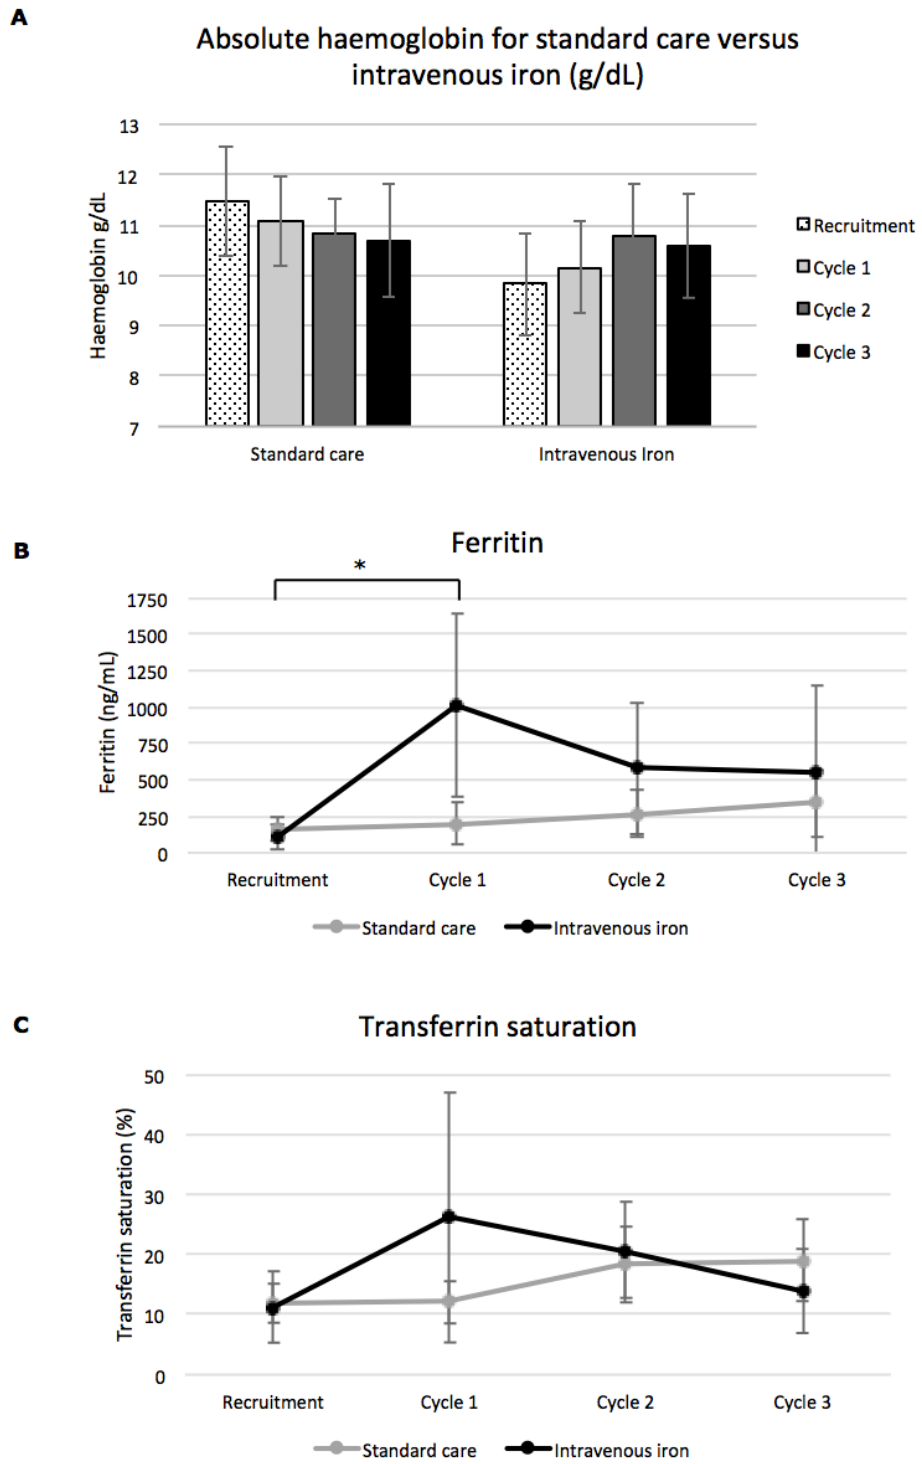 A
Absolute haemoglobin for standard care versus
intravenous iron (g/dL)
Haemoglobin g/dL
13
12
11
10
9
8
7
Standard care
Intravenous Iron
Recruitment
Cycle 1
Cycle 2
Cycle 3
B
Ferritin
*
Ferritin (ng/mL)
1750
1500
1250
1000
750
500
250
0
Recruitment
Cycle 1
Cycle 2
Cycle 3
Standard care
Intravenous iron
C
Transferrin saturation
Transferrin saturation (%)
50
40
30
20
10
0
Recruitment
Cycle 1
Cycle 2
Cycle 3
Standard care
Intravenous iron